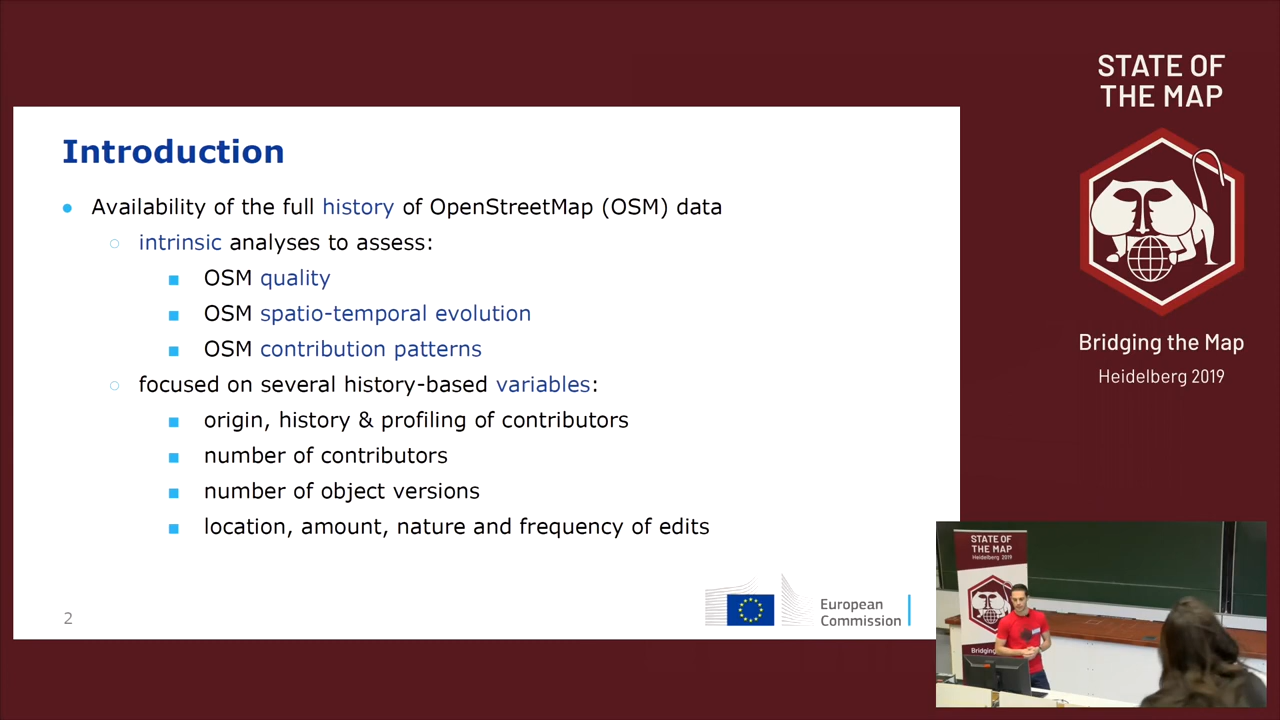 STATE OF
THE MAP
Introduction
Availability of the full history of OpenStreetMap (OSM) data
intrinsic analyses to assess:
OSM quality
OSM spatio-temporal evolution
OSM contribution patterns
focused on several history-based variables:
origin, history & profiling of contributors
number of contributors
number of object versions
location, amount, nature and frequency of edits
Bridging the Map
Heidelberg 2019
2
European
Commission
STATE OF
THE MAP
Heidelberg 2019
Bridging